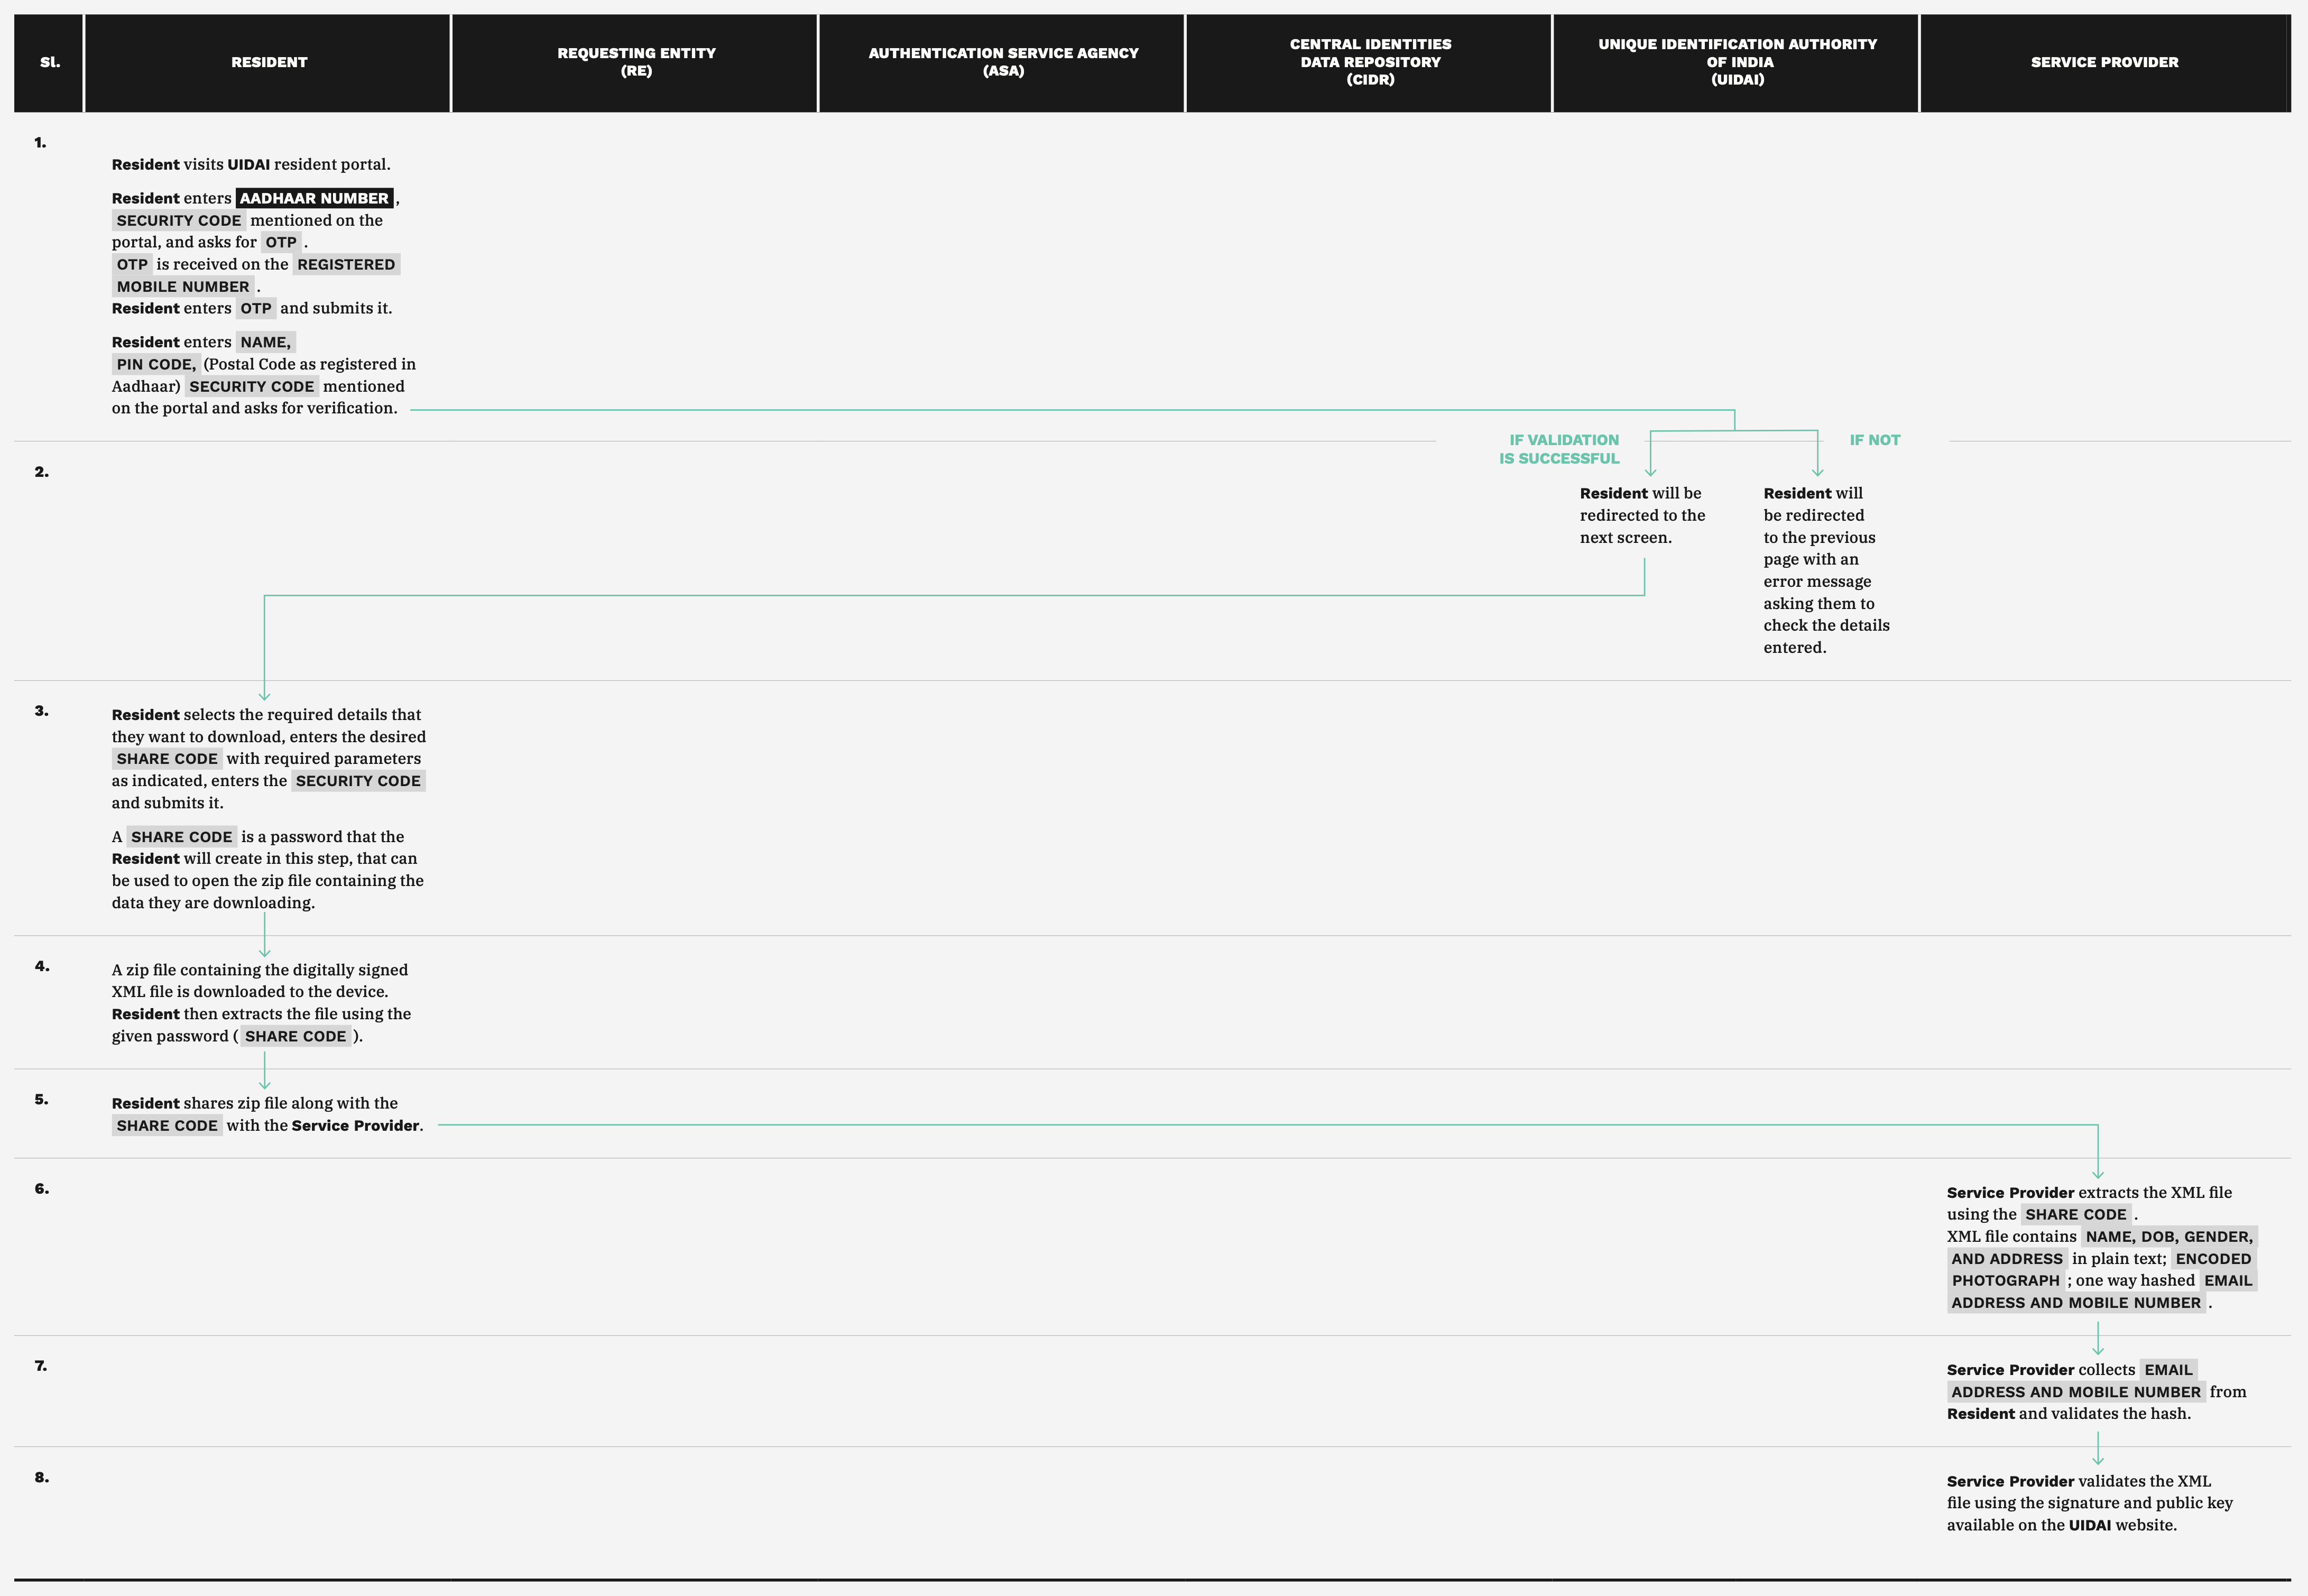 Sl.
RESIDENT
REQUESTING ENTITY
(RE)
AUTHENTICATION SERVICE AGENCY
(ASA)
CENTRAL IDENTITIES
DATA REPOSITORY
(CIDR)
UNIQUE IDENTIFICATION AUTHORITY
OF INDIA
(UIDAI)
SERVICE PROVIDER
1.
Resident visits UIDAI resident portal.
Resident enters AADHAAR NUMBER ,
SECURITY CODE mentioned on the
portal, and asks for OTP .
OTP is received on the REGISTERED
MOBILE NUMBER .
Resident enters OTP and submits it.
Resident enters NAME,
PIN CODE, (Postal Code as registered in
Aadhaar) SECURITY CODE mentioned
on the portal and asks for verification.
IF VALIDATION
IS SUCCESSFUL
IF NOT
2.
Resident will be
redirected to the
next screen.
Resident will
be redirected
to the previous
page with an
error message
asking them to
check the details
entered.
3.
Resident selects the required details that
they want to download, enters the desired
SHARE CODE with required parameters
as indicated, enters the SECURITY CODE
and submits it.
A SHARE CODE is a password that the
Resident will create in this step, that can
be used to open the zip file containing the
data they are downloading.
4.
A zip file containing the digitally signed
XML file is downloaded to the device.
Resident then extracts the file using the
given password ( SHARE CODE ).
5.
Resident shares zip file along with the
SHARE CODE with the Service Provider.
6.
Service Provider extracts the XML file
using the SHARE CODE .
XML file contains NAME, DOB, GENDER,
AND ADDRESS in plain text; ENCODED
PHOTOGRAPH ; one way hashed EMAIL
ADDRESS AND MOBILE NUMBER .
7.
Service Provider collects EMAIL
ADDRESS AND MOBILE NUMBER from
Resident and validates the hash.
8.
Service Provider validates the XML
file using the signature and public key
available on the UIDAI website.